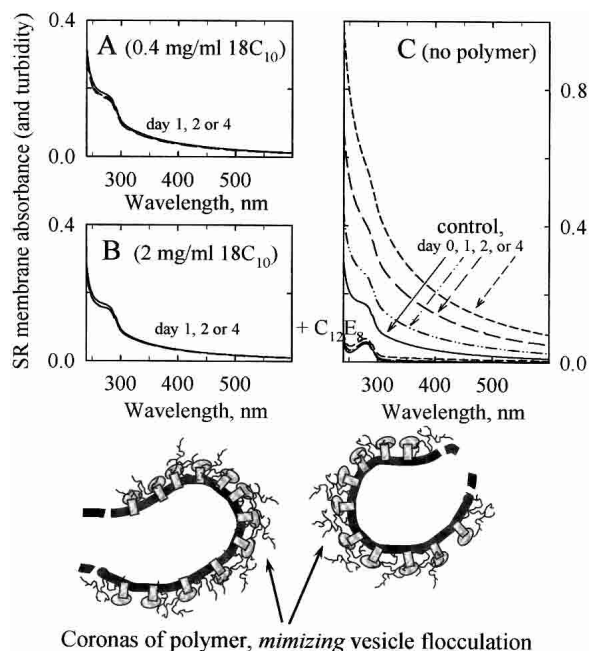 SR membrane absorbance (and turbidity)
A (0.4 mg/ml 18C10)
0.4
day 1, 2 or 4
0.0
300 400 500
Wavelength, nm
B (2 mg/ml 18C10)
0.4
day 1, 2 or 4
0.0
300 400 500
Wavelength, nm
C (no polymer)
0.8
0.4
0.0
control,
day 0, 1, 2, or 4
+ C12E8
300 400 500
Wavelength, nm
Coronas of polymer, mimizing vesicle flocculation